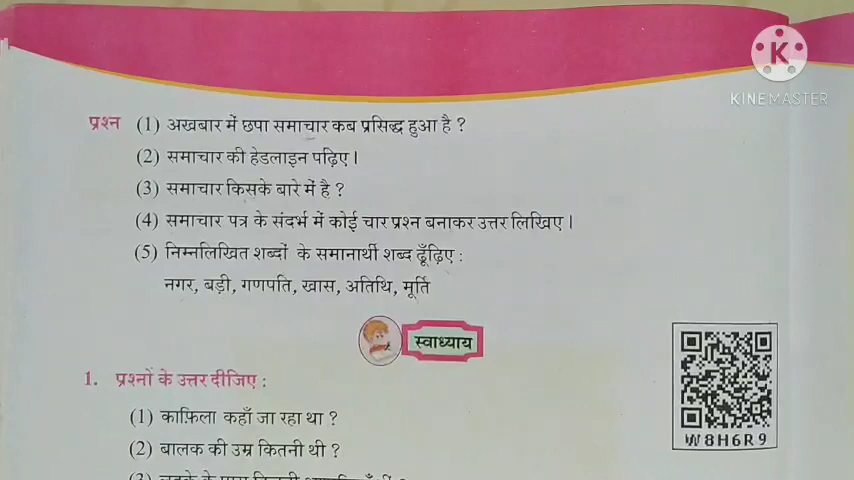 K
KINEMASTER
प्रश्न (1) अखबार में छपा समाचार कब प्रसिद्ध हुआ है ?
(2) समाचार की हेडलाइन पढ़िए।
(3) समाचार किसके बारे में है ?
(4) समाचार पत्र के संदर्भ में कोई चार प्रश्न बनाकर उत्तर लिखिए।
(5) निम्नलिखित शब्दों के समानार्थी शब्द ढूँढ़िए :
नगर, बड़ी, गणपति, खास, अतिथि, मूर्ति
स्वाध्याय
1. प्रश्नों के उत्तर दीजिए :
(1) काफ़िला कहाँ जा रहा था ?
(2) बालक की उम्र कितनी थी ?
W8H6R9